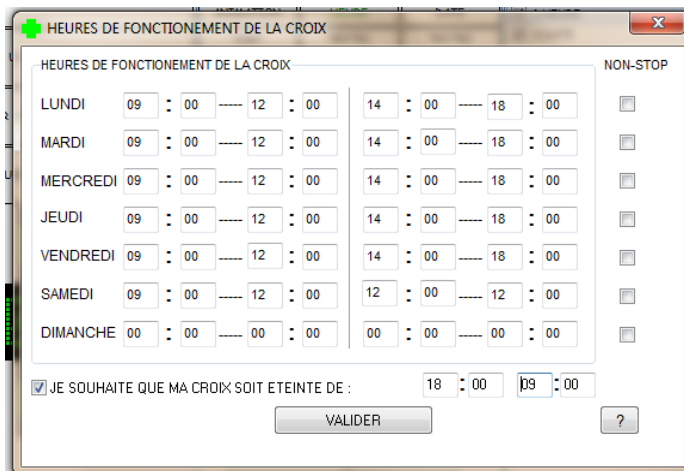 HEURES DE FONCTIONEMENT DE LA CROIX
HEURES DE FONCTIONEMENT DE LA CROIX NON-STOP
LUNDI 09 : 00 ----- 12 : 00 14 : 00 ----- 18 : 00
MARDI 09 : 00 ----- 12 : 00 14 : 00 ----- 18 : 00
MERCREDI 09 : 00 ----- 12 : 00 14 : 00 ----- 18 : 00
JEUDI 09 : 00 ----- 12 : 00 14 : 00 ----- 18 : 00
VENDREDI 09 : 00 ----- 12 : 00 14 : 00 ----- 18 : 00
SAMEDI 09 : 00 ----- 12 : 00 12 : 00 ----- 12 : 00
DIMANCHE 00 : 00 ----- 00 : 00 00 : 00 ----- 00 : 00
JE SOUHAITE QUE MA CROIX SOIT ETEINTE DE : 18 : 00 09 : 00
VALIDER ?